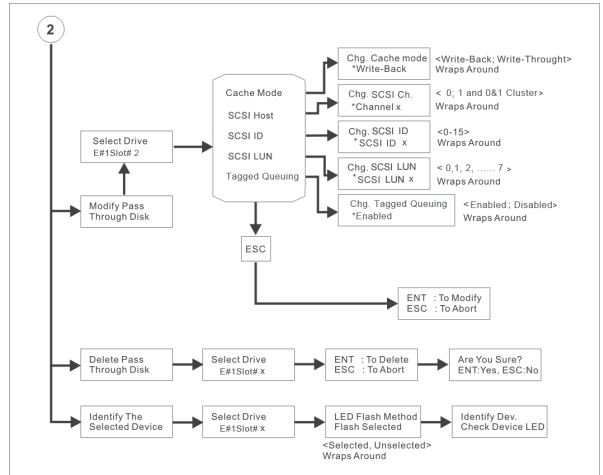 2
Chg. Cache mode
*Write-Back
<Write-Back; Write-Throught>
Wraps Around
Cache Mode
SCSI Host
SCSI ID
SCSI LUN
Tagged Queuing
Chg. SCSI Ch.
*Channel x
< 0; 1 and 0&1 Cluster>
Wraps Around
Select Drive
E#1Slot# 2
Chg. SCSI ID
*SCSI ID x
<0-15>
Wraps Around
Chg. SCSI LUN
*SCSI LUN x
< 0,1, 2, ...... 7 >
Wraps Around
Modify Pass
Through Disk
Chg. Tagged Queuing
*Enabled
<Enabled; Disabled>
Wraps Around
ESC
ENT : To Modify
ESC : To Abort
Delete Pass
Through Disk
Select Drive
E#1Slot# x
ENT : To Delete
ESC : To Abort
Are You Sure?
ENT:Yes, ESC:No
Identify The
Selected Device
Select Drive
E#1Slot# x
LED Flash Method
Flash Selected
Identify Dev.
Check Device LED
<Selected, Unselected>
Wraps Around